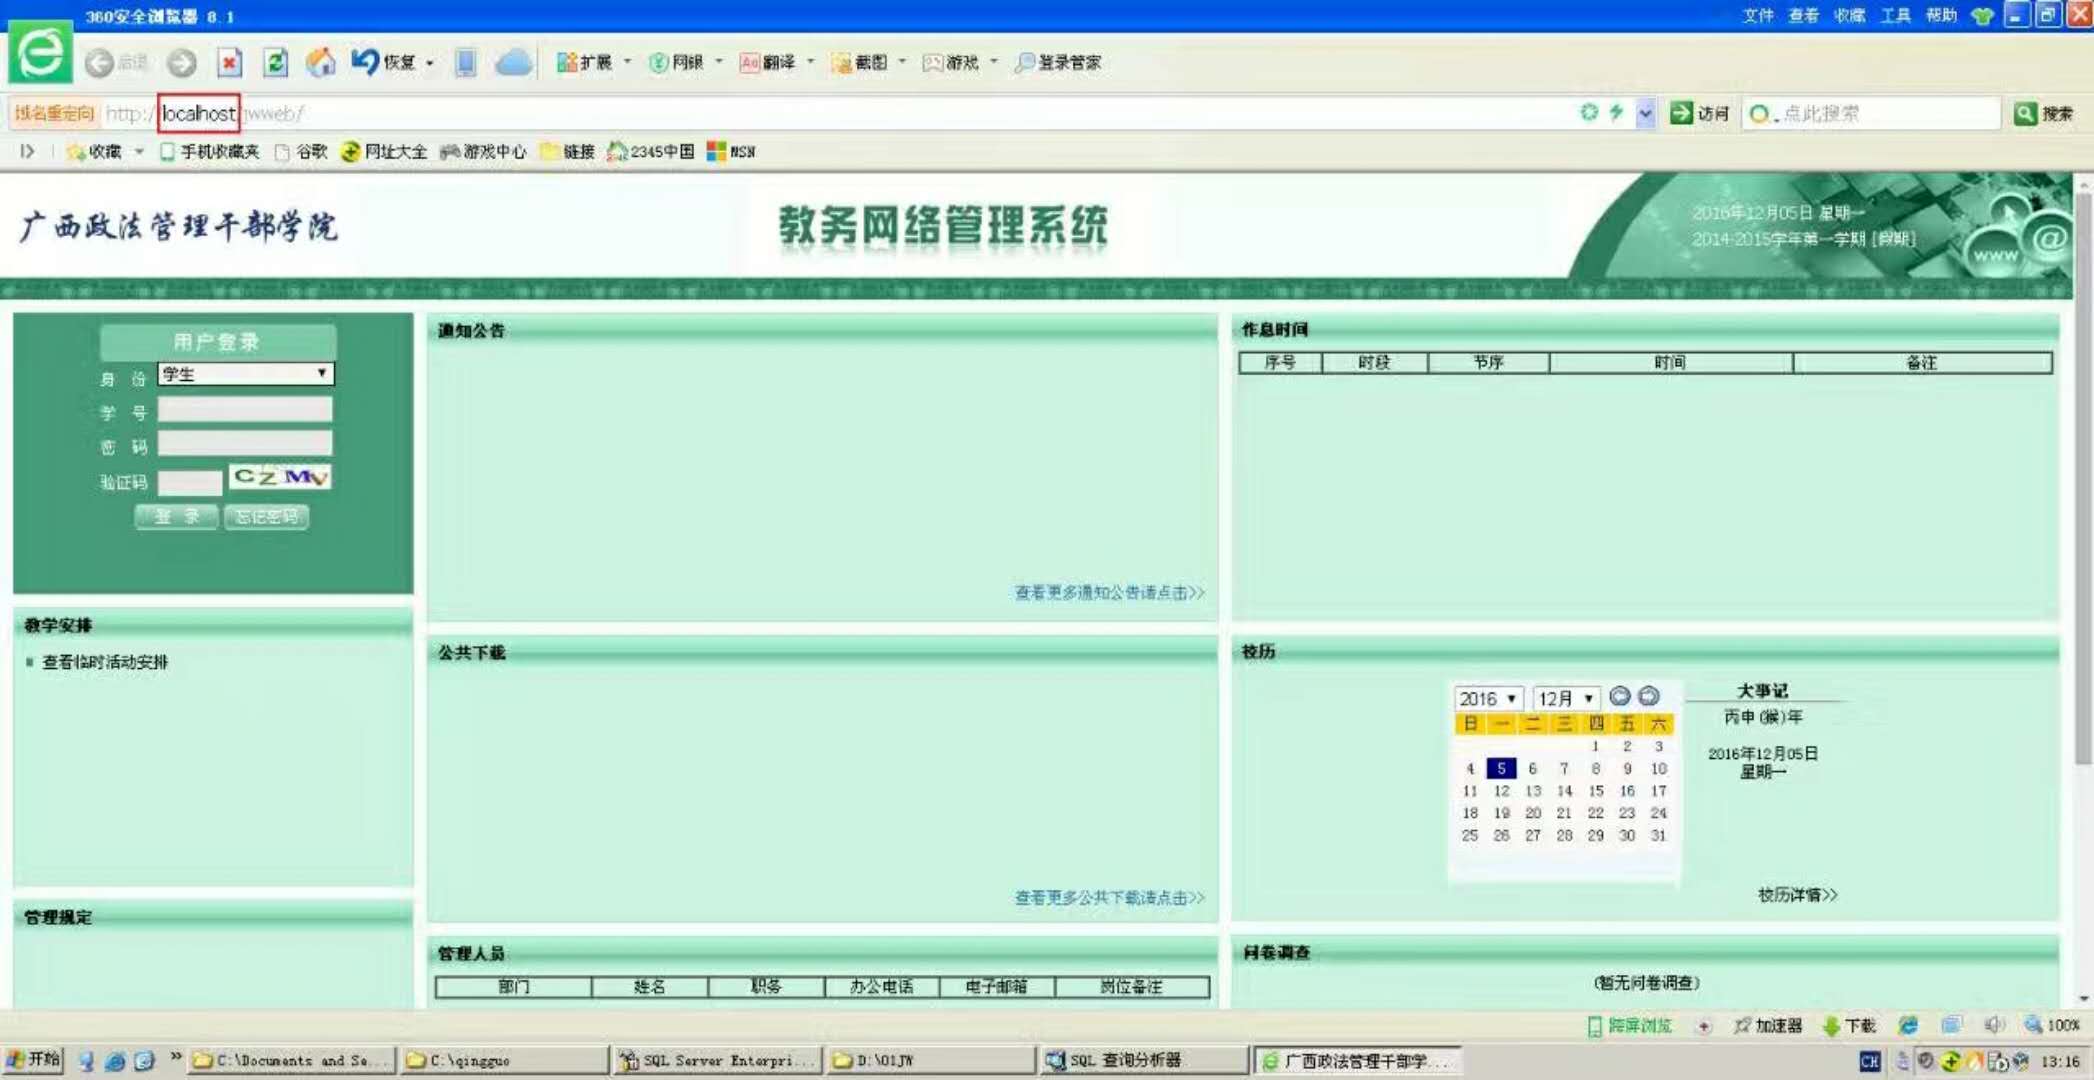 360安全浏览器 8.1
文件 查看 收藏 工具 帮助
后退 恢复 扩展 网银 翻译 截图 游戏 登录管家
域名重定向 http://localhost/jwweb/ 访问 点此搜索 搜索
收藏 手机收藏夹 谷歌 网址大全 游戏中心 链接 2345中国 MSN
广西政法管理干部学院
教务网络管理系统
2016年12月05日 星期一
2014-2015学年第一学期 [假期]
www @
用户登录
身 份 学生
学 号
密 码
验证码 CZMV
登 录 忘记密码
通知公告
查看更多通知公告请点击>>
作息时间
序号 时段 节序 时间 备注
教学安排
查看临时活动安排
公共下载
查看更多公共下载请点击>>
校历
2016 12月
日 一 二 三 四 五 六
1 2 3
4 5 6 7 8 9 10
11 12 13 14 15 16 17
18 19 20 21 22 23 24
25 26 27 28 29 30 31
大事记
丙申(猴)年
2016年12月05日
星期一
校历详情>>
管理规定
管理人员
部门 姓名 职务 办公电话 电子邮箱 岗位备注
问卷调查
(暂无问卷调查)
跨屏浏览 加速器 下载 100%
开始 C:\Documents and Se... C:\qingguo SQL Server Enterpri... D:\01JW SQL 查询分析器 广西政法管理干部学... CH 13:16